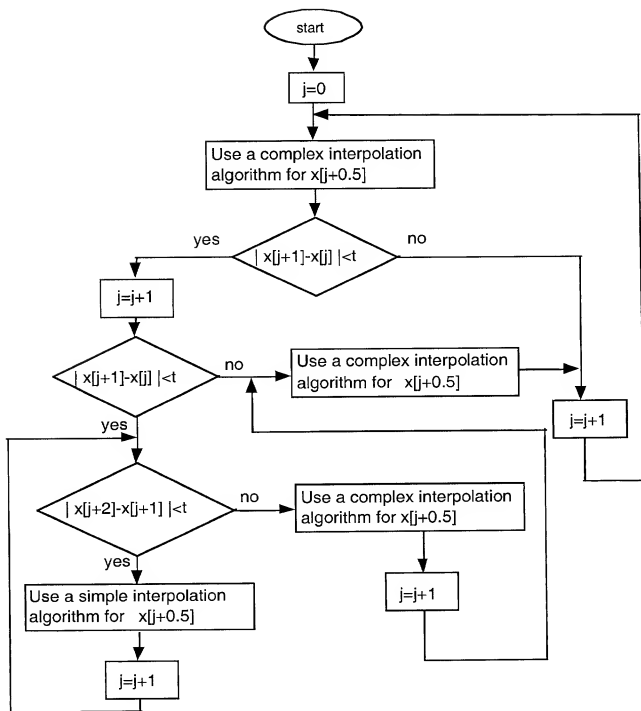 start
j=0
Use a complex interpolation
algorithm for x[j+0.5]
yes
| x[j+1]-x[j] |<t
no
j=j+1
| x[j+1]-x[j] |<t
no
Use a complex interpolation
algorithm for x[j+0.5]
j=j+1
yes
| x[j+2]-x[j+1] |<t
no
Use a complex interpolation
algorithm for x[j+0.5]
yes
j=j+1
Use a simple interpolation
algorithm for x[j+0.5]
j=j+1